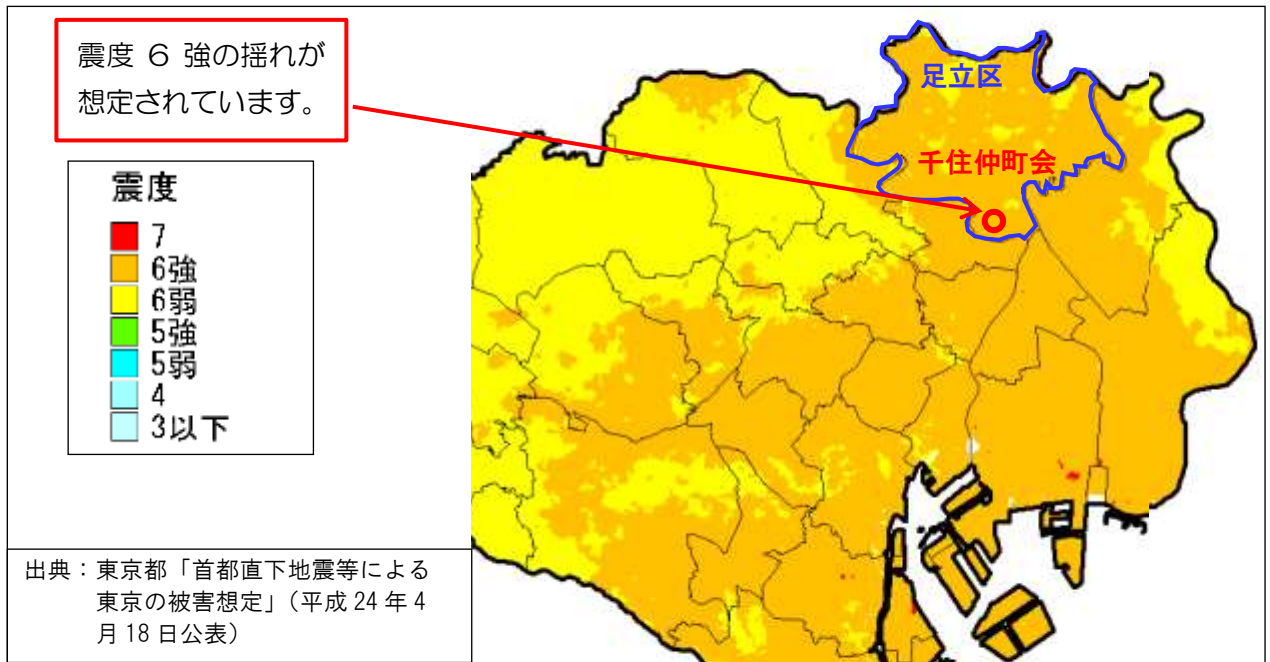 震度 6 強の揺れが
想定されています。
足立区
千住仲町会
震度
7
6強
6弱
5強
5弱
4
3以下
出典：東京都「首都直下地震等による
東京の被害想定」（平成 24 年 4
月 18 日公表）